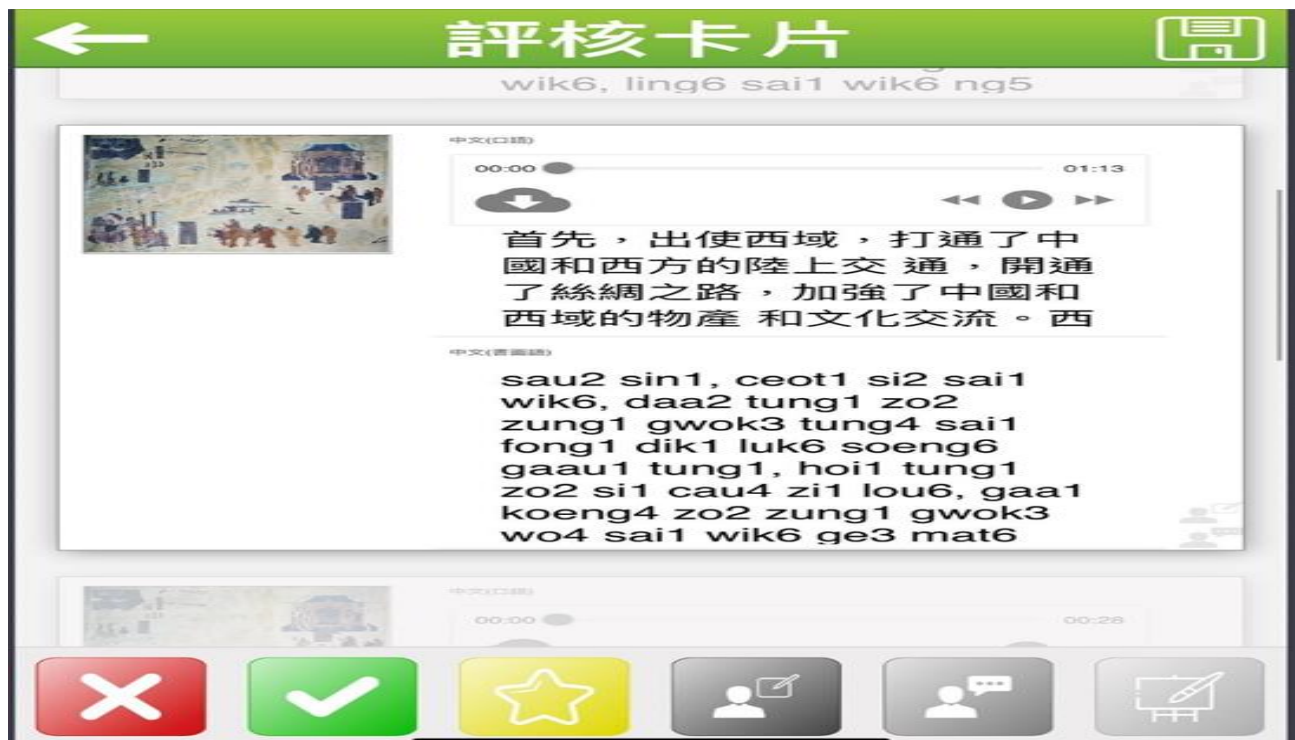 評核卡片
wik6, ling6 sai1 wik6 ng5
中文(口語)
00:00 01:13
首先，出使西域，打通了中
國和西方的陸上交 通，開通
了絲綢之路，加強了中國和
西域的物產 和文化交流。西
中文(書面語)
sau2 sin1, ceot1 si2 sai1
wik6, daa2 tung1 zo2
zung1 gwok3 tung4 sai1
fong1 dik1 luk6 soeng6
gaau1 tung1, hoi1 tung1
zo2 si1 cau4 zi1 lou6, gaa1
koeng4 zo2 zung1 gwok3
wo4 sai1 wik6 ge3 mat6
中文(口語)
00:00 00:28